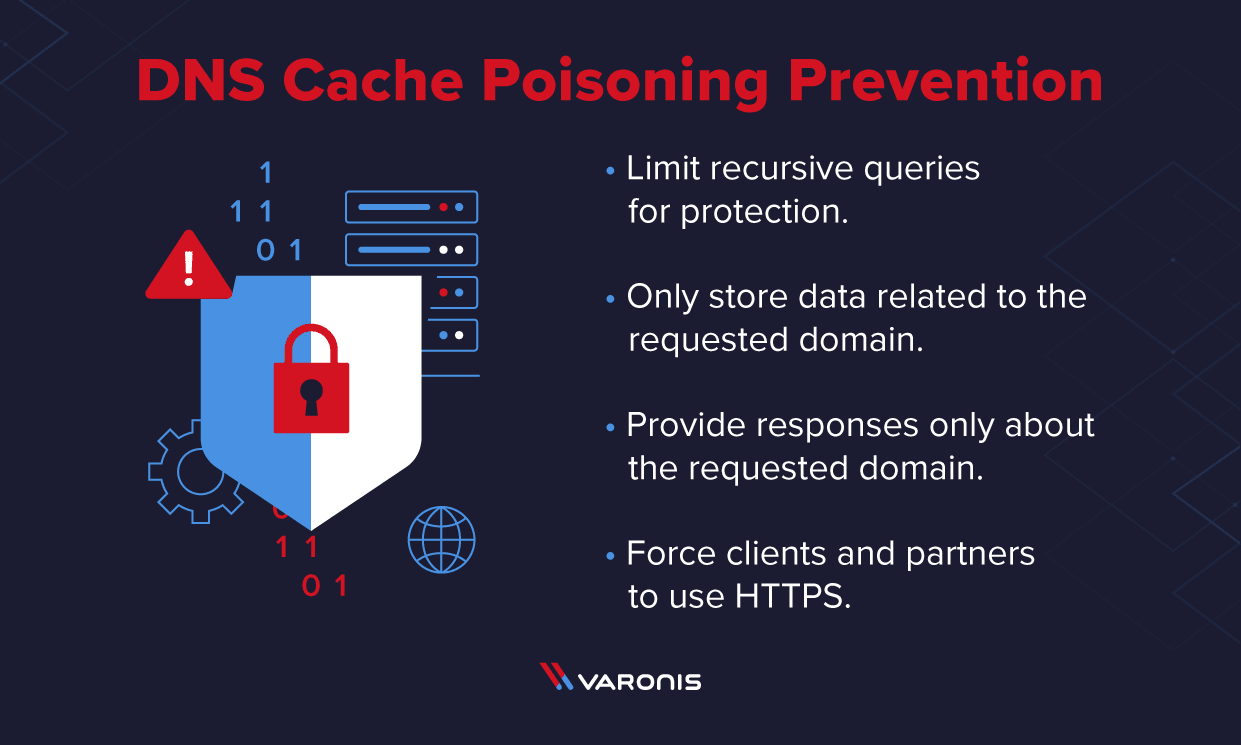 DNS Cache Poisoning Prevention
1
1 1
0 1
!
0
1 1
0 1
• Limit recursive queries
for protection.
• Only store data related to the
requested domain.
• Provide responses only about
the requested domain.
• Force clients and partners
to use HTTPS.
VARONIS